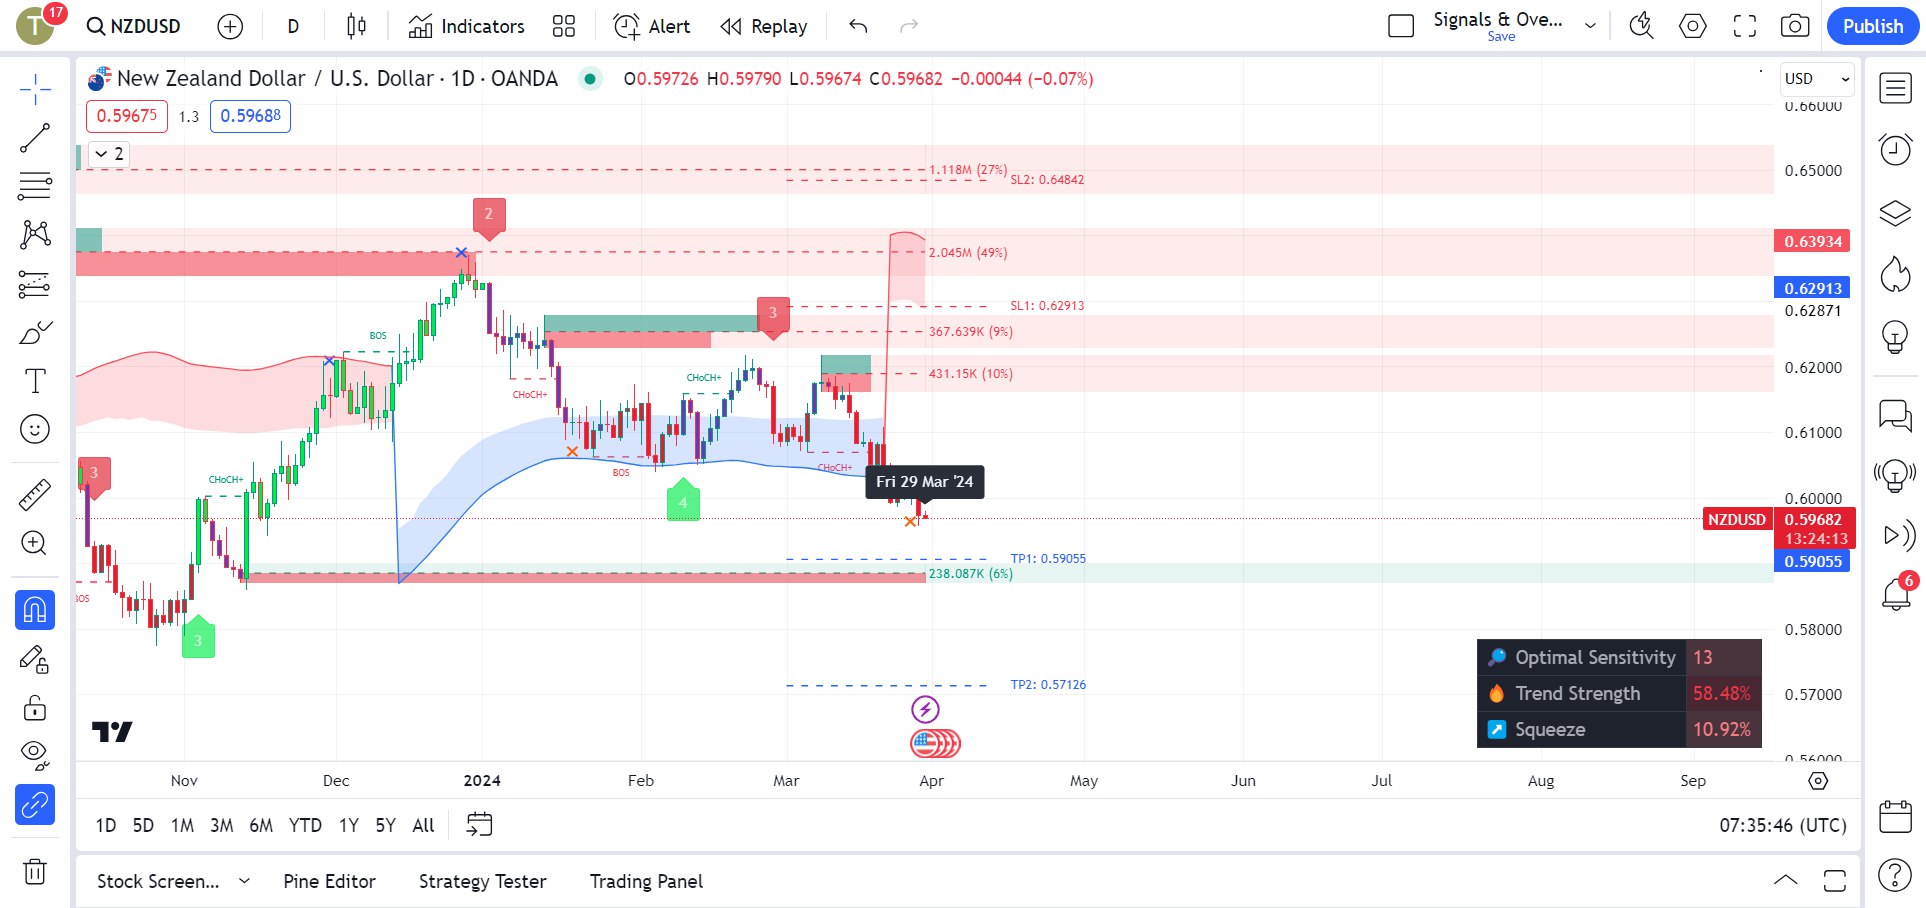 T 17 NZDUSD D Indicators Alert Replay Signals & Ove... Save Publish
New Zealand Dollar / U.S. Dollar · 1D · OANDA O0.59726 H0.59790 L0.59674 C0.59682 −0.00044 (−0.07%) USD
0.59675 1.3 0.59688
2
0.66000
1.118M (27%)
0.65000
SL2: 0.64842
2
0.63934
2.045M (49%)
0.62913
SL1: 0.62913
0.62871
3
367.639K (9%)
BOS
0.62000
431.15K (10%)
CHoCH+
CHoCH+
0.61000
CHoCH+
BOS
3
CHoCH+
Fri 29 Mar '24
0.60000
4
NZDUSD 0.59682
13:24:13
TP1: 0.59055
0.59055
238.087K (6%)
BOS
0.58000
3
Optimal Sensitivity 13
TP2: 0.57126
Trend Strength 58.48%
0.57000
Squeeze 10.92%
0.56000
Nov Dec 2024 Feb Mar Apr May Jun Jul Aug Sep
1D 5D 1M 3M 6M YTD 1Y 5Y All 07:35:46 (UTC)
Stock Screen... Pine Editor Strategy Tester Trading Panel
6